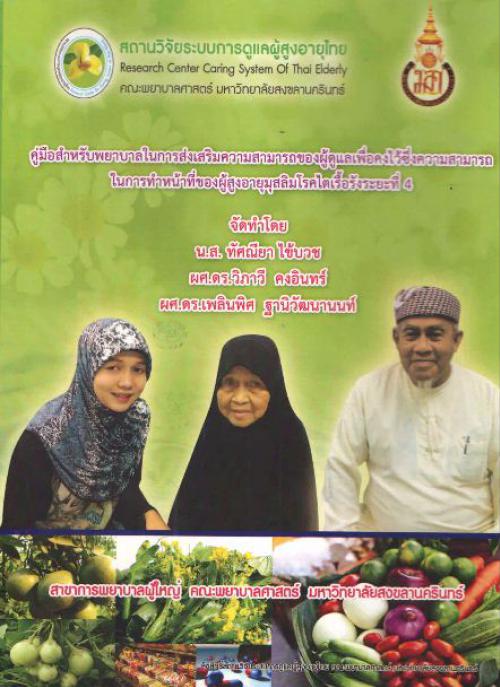 สถานวิจัยระบบการดูแลผู้สูงอายุไทย
Research Center Caring System Of Thai Elderly
คณะพยาบาลศาสตร์ มหาวิทยาลัยสงขลานครินทร์
มอ
คู่มือสำหรับพยาบาลในการส่งเสริมความสามารถของผู้ดูแลเพื่อคงไว้ซึ่งความสามารถ
ในการทำหน้าที่ของผู้สูงอายุมุสลิมโรคไตเรื้อรังระยะที่ 4
จัดทำโดย
น.ส. ทัศณียา ไข้บวช
ผศ.ดร.วิภาวี คงอินทร์
ผศ.ดร.เพลินพิศ ฐานิวัฒนานนท์
สาขาการพยาบาลผู้ใหญ่ คณะพยาบาลศาสตร์ มหาวิทยาลัยสงขลานครินทร์